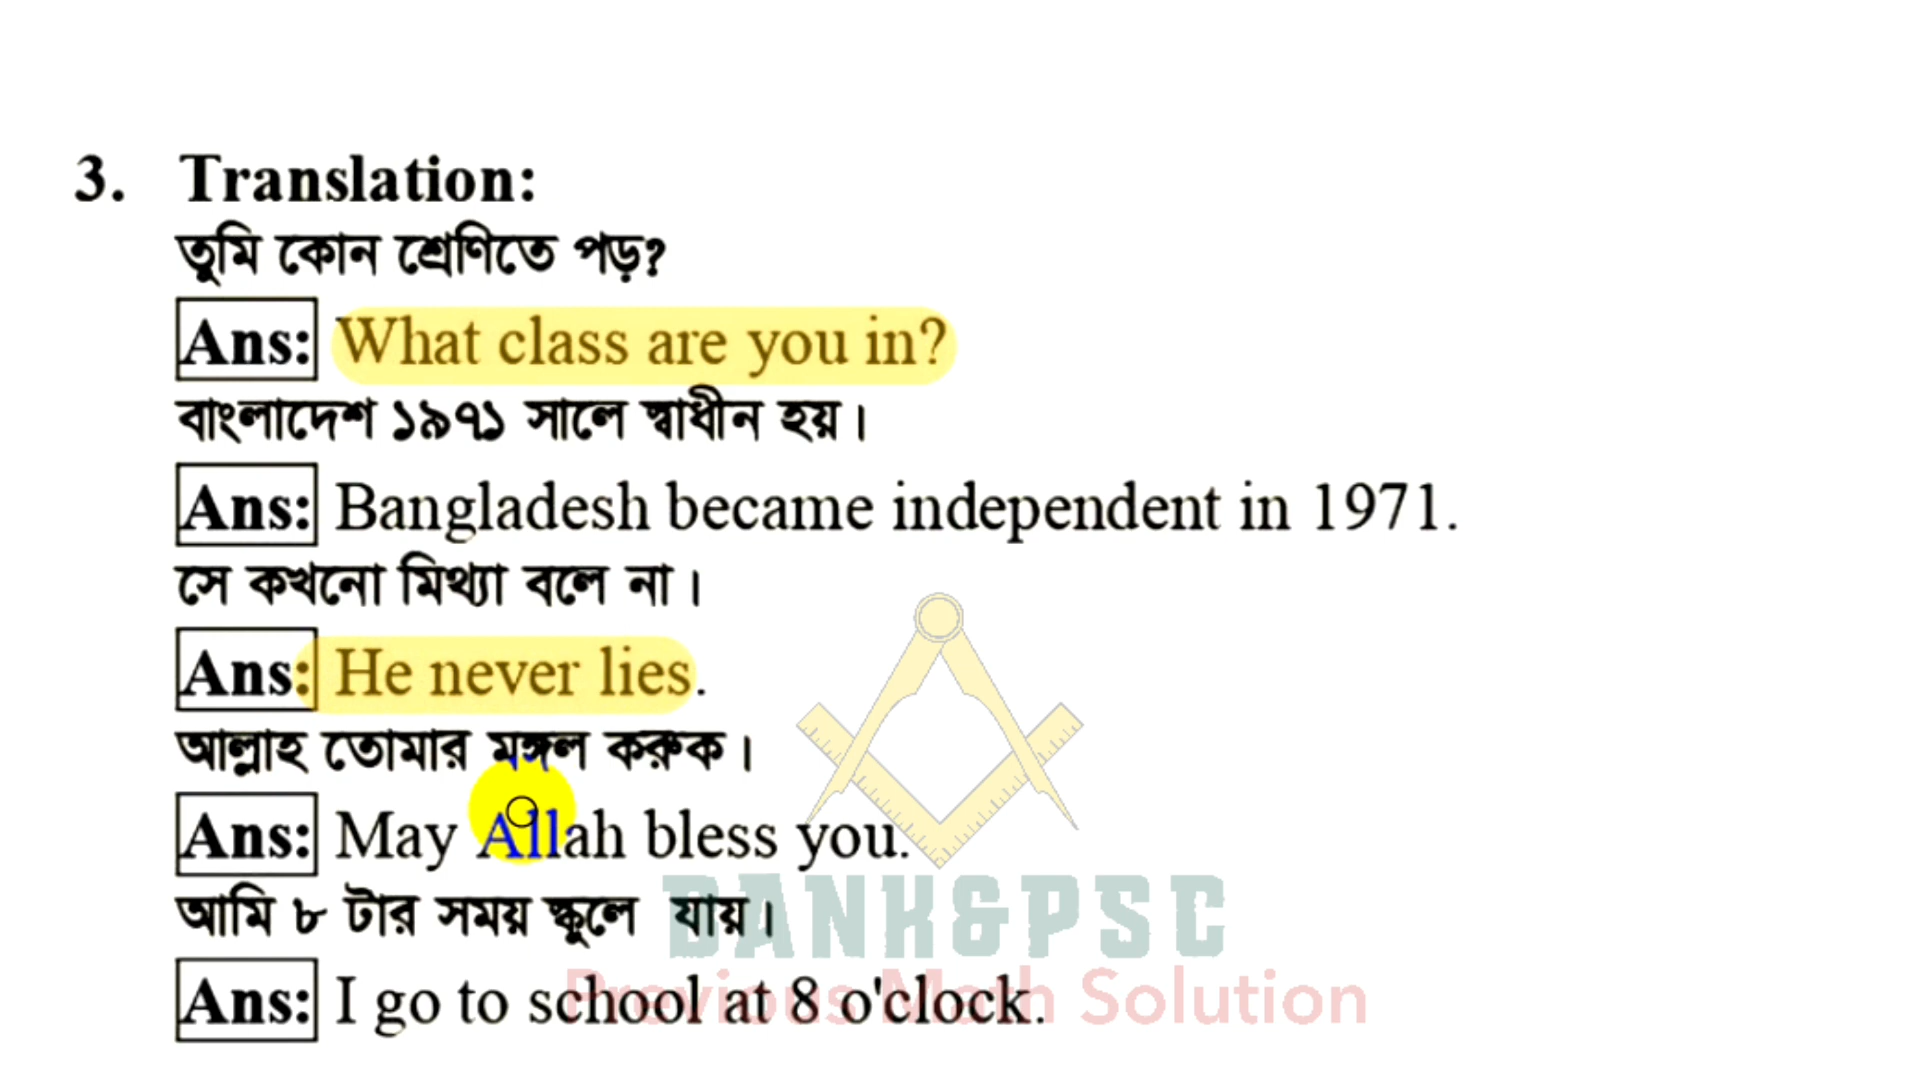 3. Translation:
তুমি কোন শ্রেণিতে পড়?
Ans: What class are you in?
বাংলাদেশ ১৯৭১ সালে স্বাধীন হয়।
Ans: Bangladesh became independent in 1971.
সে কখনো মিথ্যা বলে না।
Ans: He never lies.
আল্লাহ তোমার মঙ্গল করুক।
Ans: May Allah bless you.
আমি ৮ টার সময় স্কুলে যায়।
Ans: I go to school at 8 o'clock.
BANK&PSC
Previous Math Solution